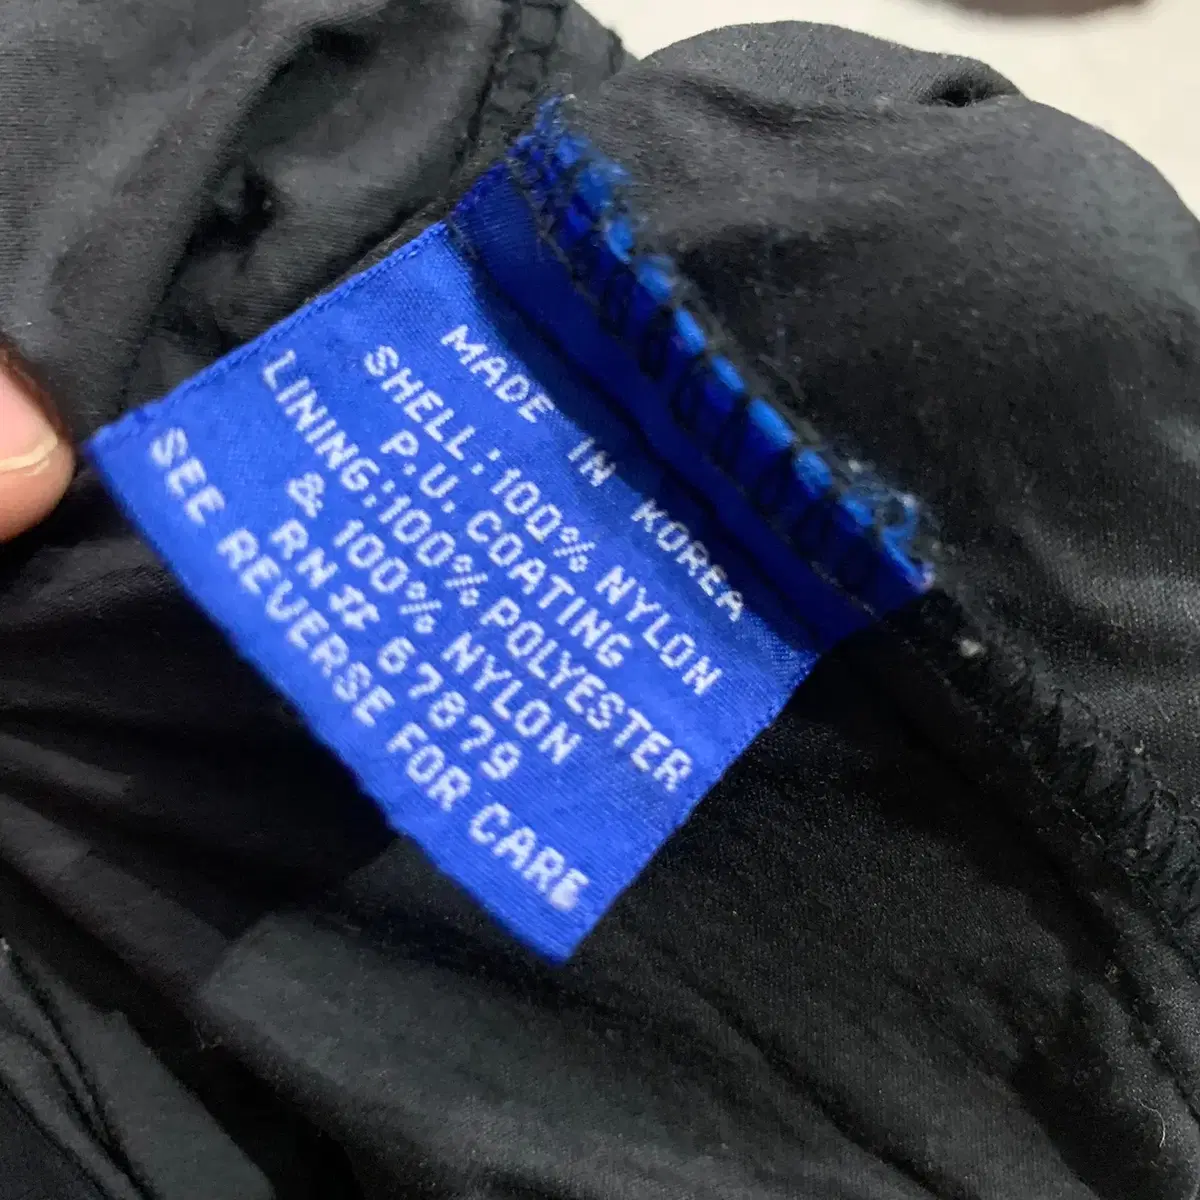 MADE IN KOREA
SHELL:100% NYLON
P.U. COATING
LINING:100% POLYESTER
& 100% NYLON
RN# 67879
SEE REVERSE FOR CARE